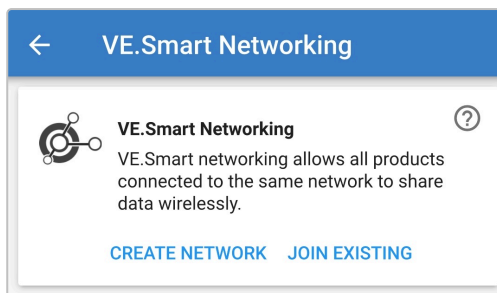 VE.Smart Networking
VE.Smart Networking
VE.Smart networking allows all products
connected to the same network to share
data wirelessly.
CREATE NETWORK JOIN EXISTING